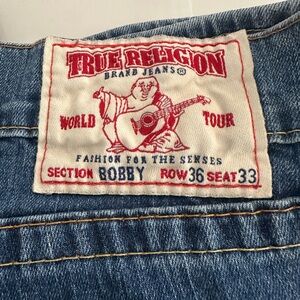 TRUE RELIGION
BRAND JEANS®
WORLD TOUR
FASHION FOR THE SENSES
SECTION BOBBY ROW 36 SEAT 33